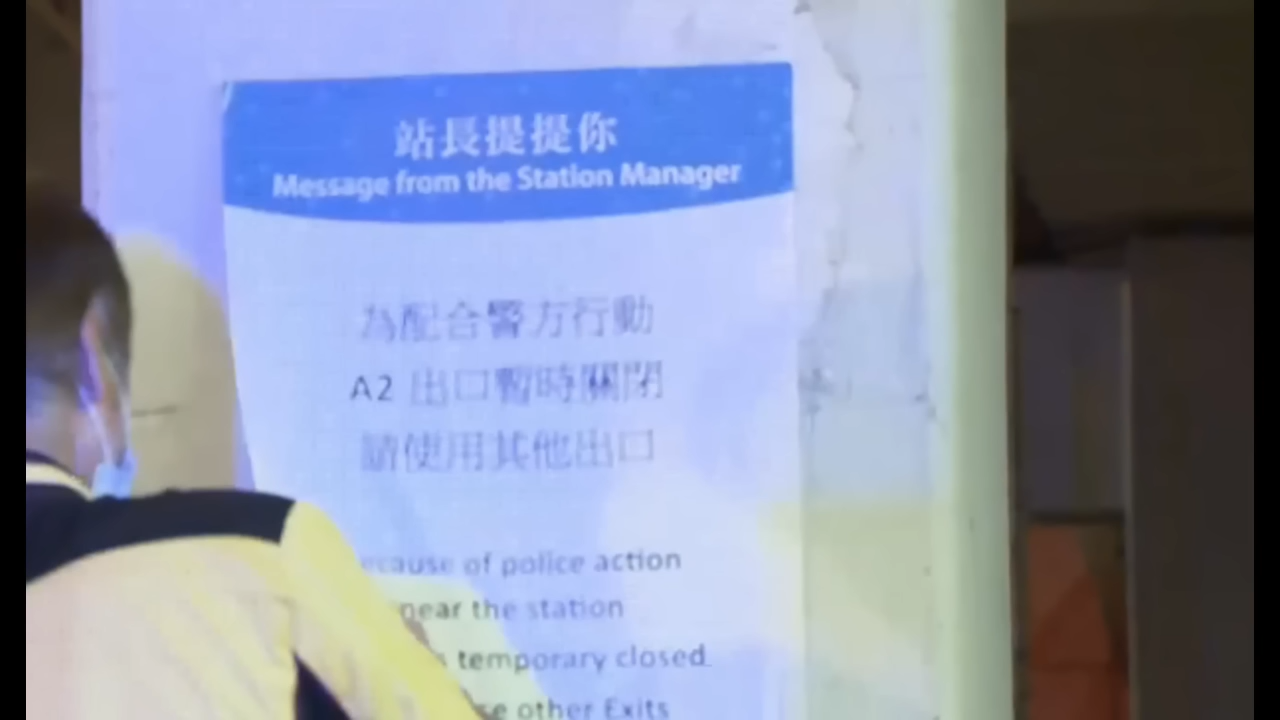 站長提提你
Message from the Station Manager
為配合警方行動
A2 出口暫時關閉
請使用其他出口
of police action
near the station
temporary closed.
other Exits